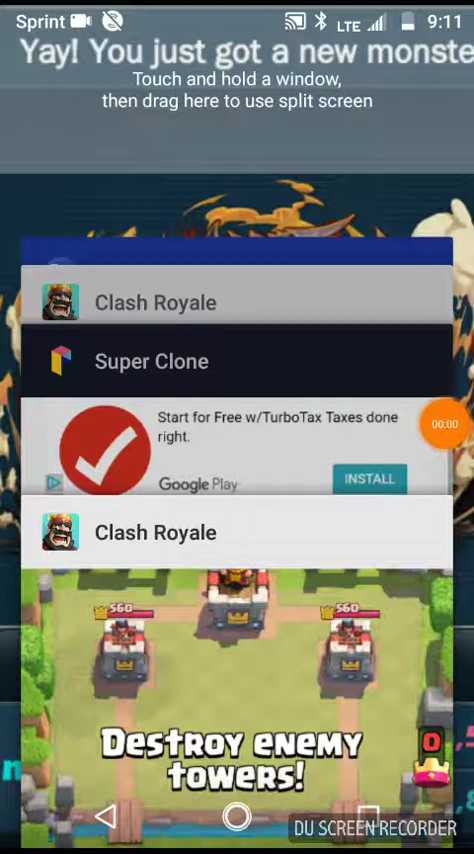 Sprint LTE 9:11
Yay! You just got a new monste
Touch and hold a window,
then drag here to use split screen
Clash Royale
Super Clone
Start for Free w/TurboTax Taxes done
right.
00:00
Google Play INSTALL
Clash Royale
560 560
DESTROY ENEMY
TOWERS!
0
DU SCREEN RECORDER